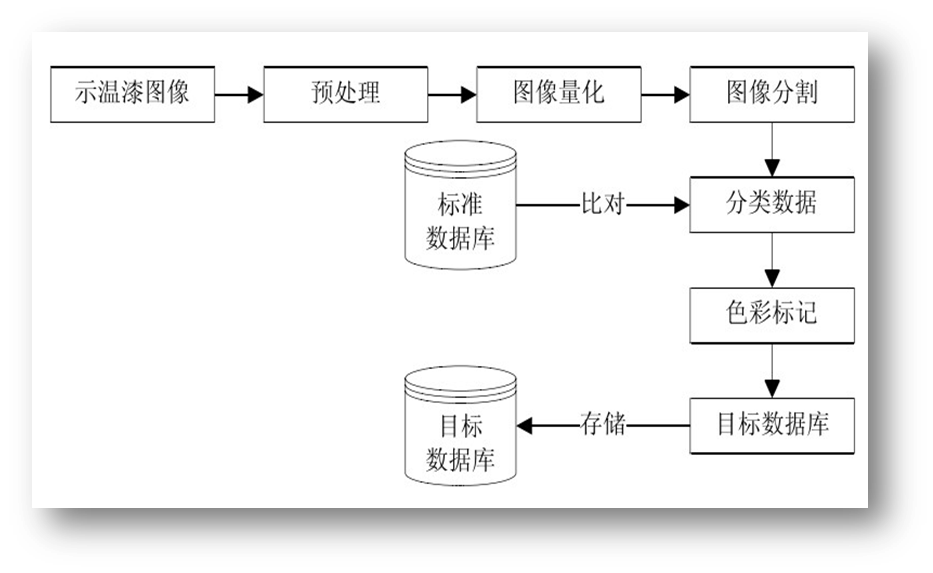 示温漆图像
预处理
图像量化
图像分割
标准
数据库
比对
分类数据
色彩标记
目标
数据库
存储
目标数据库